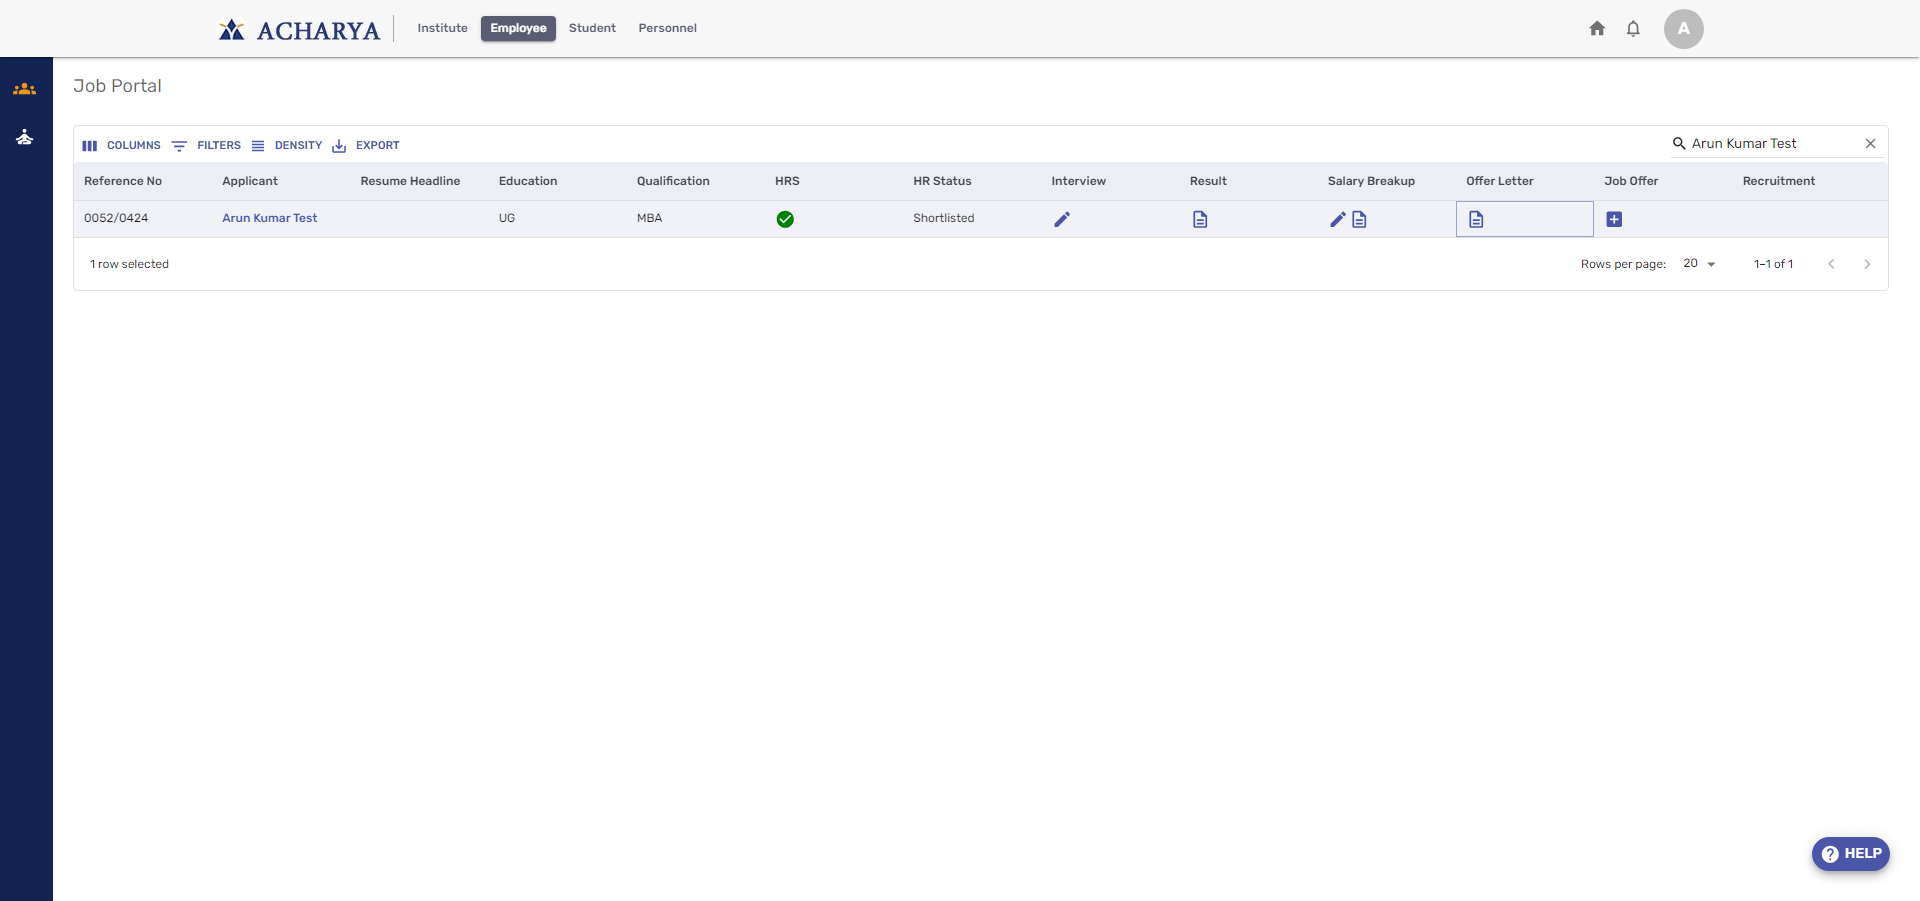 ACHARYA Institute Employee Student Personnel A
Job Portal
COLUMNS FILTERS DENSITY EXPORT Arun Kumar Test
Reference No Applicant Resume Headline Education Qualification HRS HR Status Interview Result Salary Breakup Offer Letter Job Offer Recruitment
0052/0424 Arun Kumar Test UG MBA Shortlisted
1 row selected Rows per page: 20 1–1 of 1
HELP